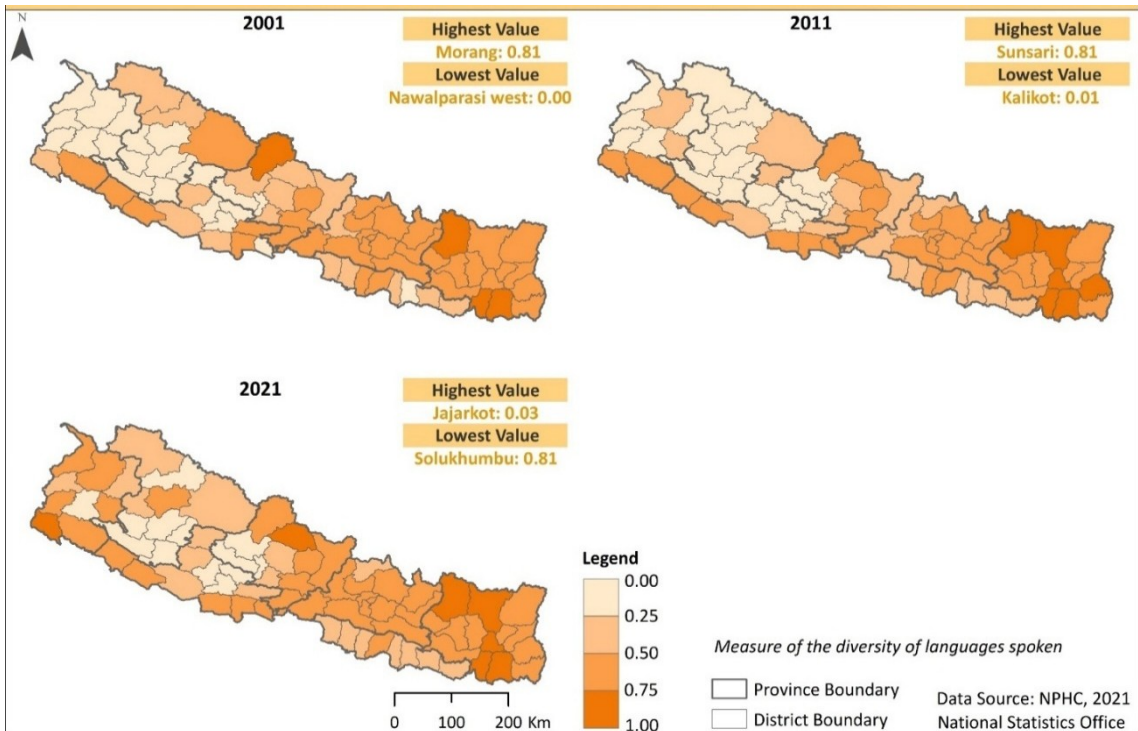 N
2001
Highest Value
Morang: 0.81
Lowest Value
Nawalparasi west: 0.00
2011
Highest Value
Sunsari: 0.81
Lowest Value
Kalikot: 0.01
2021
Highest Value
Jajarkot: 0.03
Lowest Value
Solukhumbu: 0.81
Legend
0.00
0.25
0.50
0.75
1.00
0 100 200 Km
Measure of the diversity of languages spoken
Province Boundary
District Boundary
Data Source: NPHC, 2021
National Statistics Office